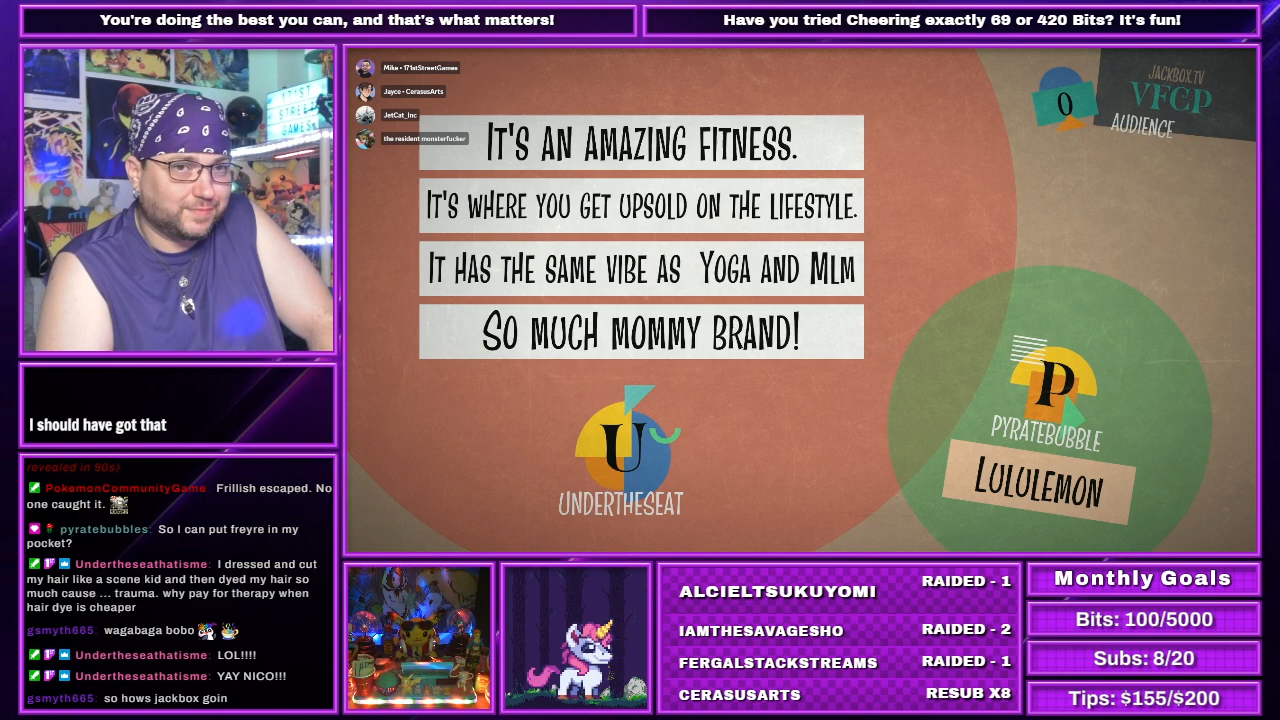 You're doing the best you can, and that's what matters!
Have you tried Cheering exactly 69 or 420 Bits? It's fun!
171ST
STREET
GAMES
Mike • 171stStreetGames
Jayce • CerasusArts
JetCat_Inc
the resident monsterfucker
IT'S AN AMAZING FITNESS.
IT'S WHERE YOU GET UPSOLD ON THE LIFESTYLE.
IT HAS THE SAME VIBE AS YOGA AND MLM
SO MUCH MOMMY BRAND!
0
JACKBOX.TV
VFCP
AUDIENCE
U
UNDERTHESEAT
P
PYRATEBUBBLE
LULULEMON
I should have got that
revealed in 90s)
PokemonCommunityGame: Frillish escaped. No
one caught it.
pyratebubbles: So I can put freyre in my
pocket?
Undertheseathatisme: I dressed and cut
my hair like a scene kid and then dyed my hair so
much cause ... trauma. why pay for therapy when
hair dye is cheaper
gsmyth665: wagabaga bobo
Undertheseathatisme: LOL!!!!
Undertheseathatisme: YAY NICO!!!
gsmyth665: so hows jackbox goin
ALCIELTSUKUYOMI RAIDED - 1
IAMTHESAVAGESHO RAIDED - 2
FERGALSTACKSTREAMS RAIDED - 1
CERASUSARTS RESUB X8
Monthly Goals
Bits: 100/5000
Subs: 8/20
Tips: $155/$200